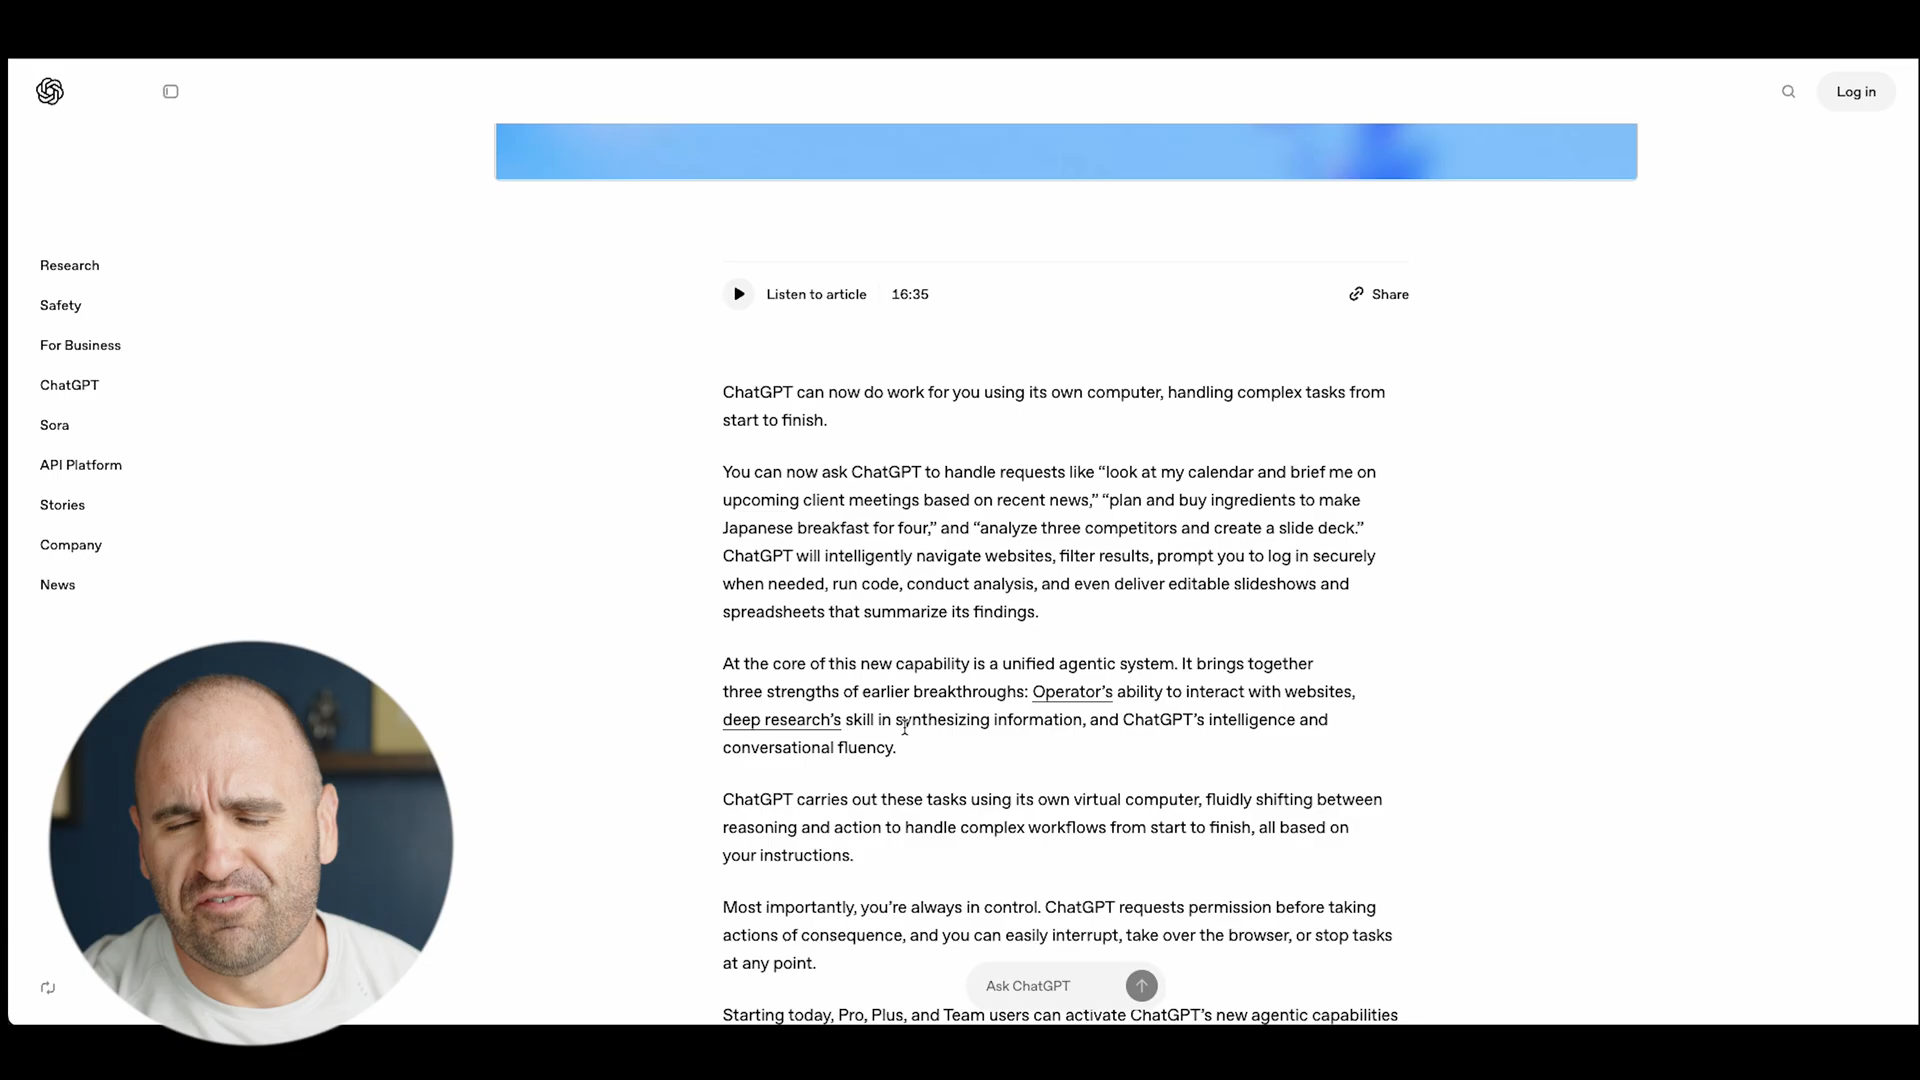 Log in
Research
Safety
For Business
ChatGPT
Sora
API Platform
Stories
Company
News
Listen to article 16:35 Share
ChatGPT can now do work for you using its own computer, handling complex tasks from
start to finish.
You can now ask ChatGPT to handle requests like “look at my calendar and brief me on
upcoming client meetings based on recent news,” “plan and buy ingredients to make
Japanese breakfast for four,” and “analyze three competitors and create a slide deck.”
ChatGPT will intelligently navigate websites, filter results, prompt you to log in securely
when needed, run code, conduct analysis, and even deliver editable slideshows and
spreadsheets that summarize its findings.
At the core of this new capability is a unified agentic system. It brings together
three strengths of earlier breakthroughs: Operator’s ability to interact with websites,
deep research’s skill in synthesizing information, and ChatGPT’s intelligence and
conversational fluency.
ChatGPT carries out these tasks using its own virtual computer, fluidly shifting between
reasoning and action to handle complex workflows from start to finish, all based on
your instructions.
Most importantly, you’re always in control. ChatGPT requests permission before taking
actions of consequence, and you can easily interrupt, take over the browser, or stop tasks
at any point.
Ask ChatGPT
Starting today, Pro, Plus, and Team users can activate ChatGPT’s new agentic capabilities